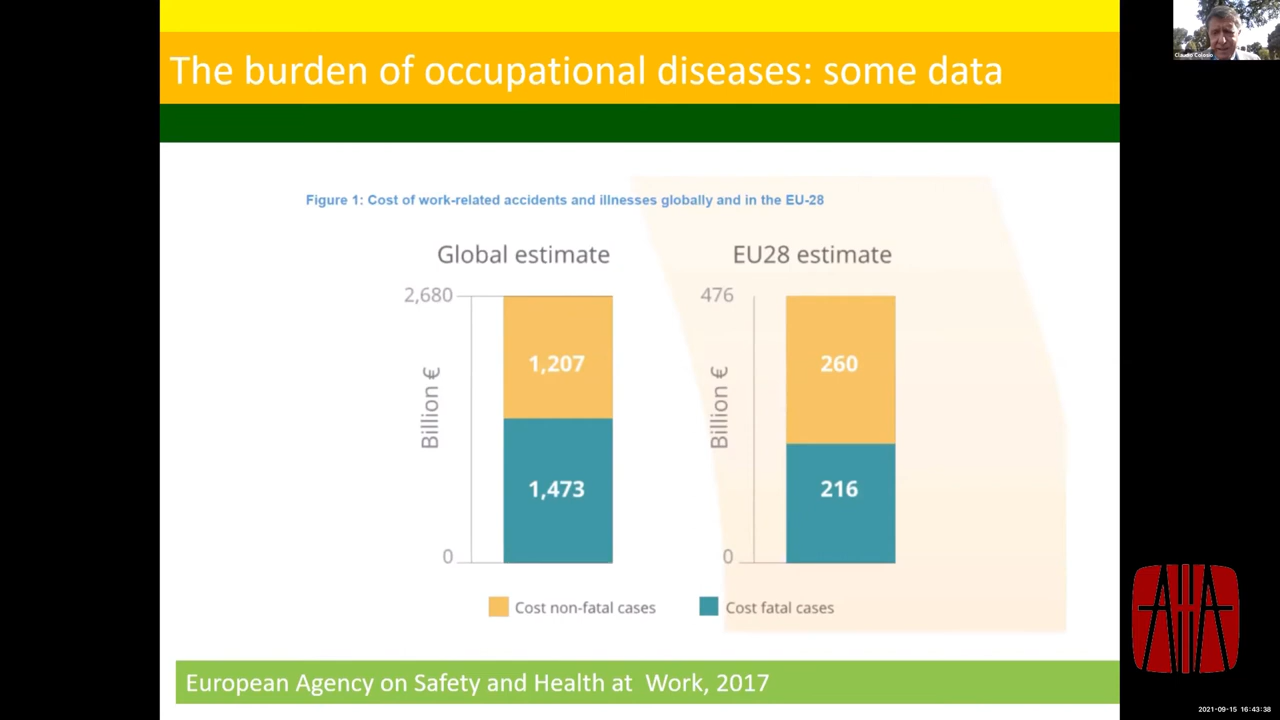 The burden of occupational diseases: some data
Claudio Colosio
Figure 1: Cost of work-related accidents and illnesses globally and in the EU-28
Global estimate
EU28 estimate
2,680
476
1,207
260
Billion €
Billion €
1,473
216
0
0
Cost non-fatal cases
Cost fatal cases
European Agency on Safety and Health at Work, 2017
AHA
2021-09-15 16:43:38